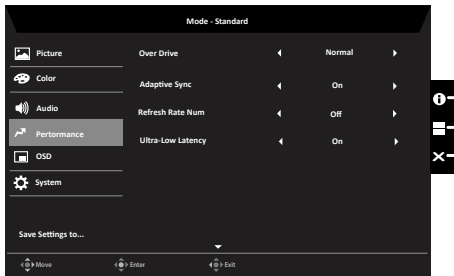 Mode - Standard
Picture
Over Drive Normal
Color
Adaptive Sync On
Audio
Refresh Rate Num Off
Pertormance
Ultra-Low Latency On
OSD
System
Save Settings to...
Move Enter Exit